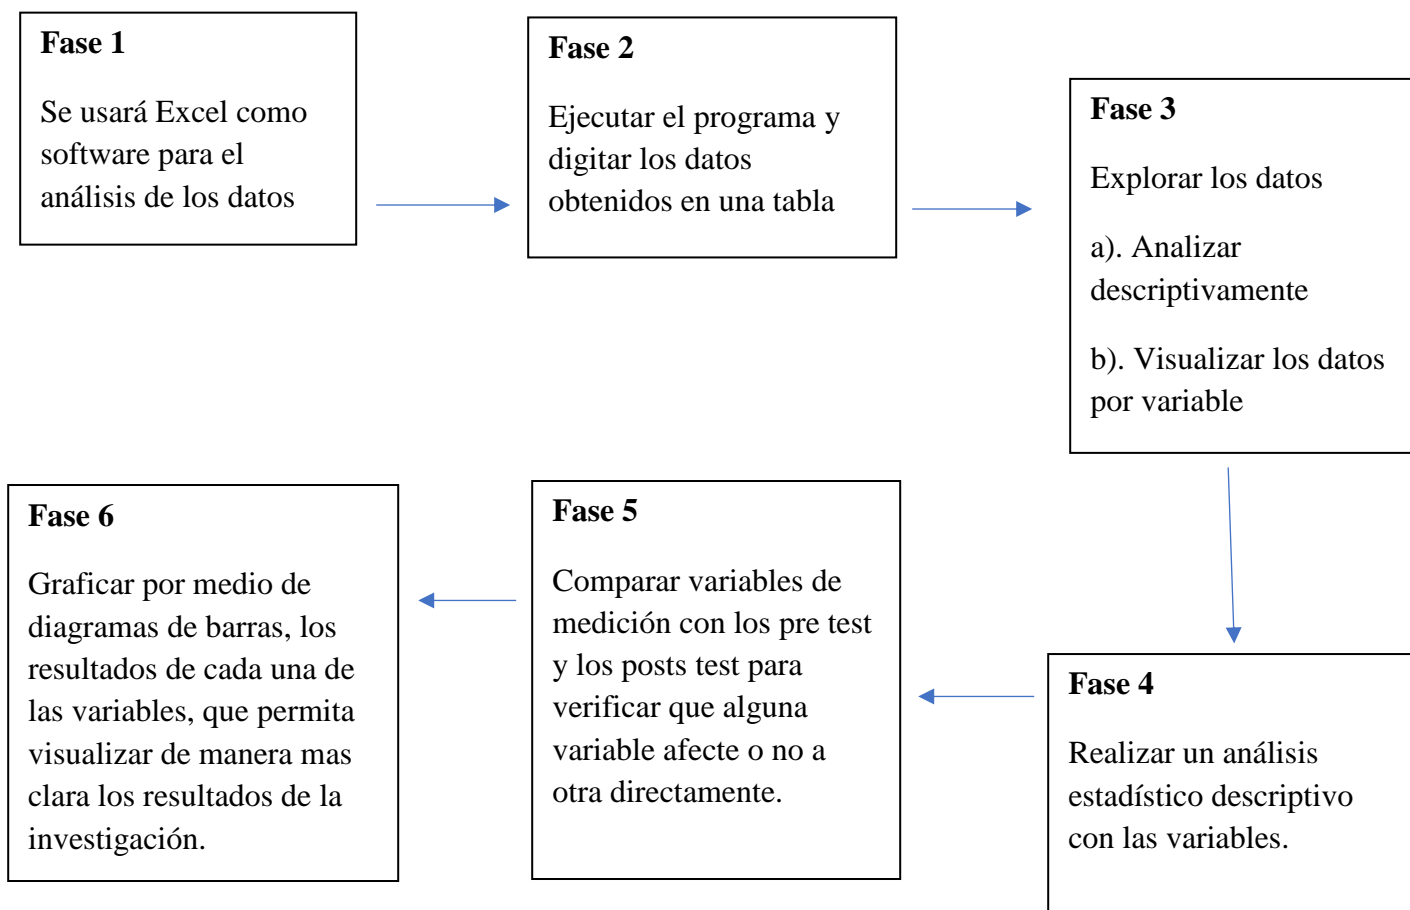 Fase 1
Se usará Excel como
software para el
análisis de los datos
Fase 2
Ejecutar el programa y
digitar los datos
obtenidos en una tabla
Fase 3
Explorar los datos
a). Analizar
descriptivamente
b). Visualizar los datos
por variable
Fase 4
Realizar un análisis
estadístico descriptivo
con las variables.
Fase 5
Comparar variables de
medición con los pre test
y los posts test para
verificar que alguna
variable afecte o no a
otra directamente.
Fase 6
Graficar por medio de
diagramas de barras, los
resultados de cada una de
las variables, que permita
visualizar de manera mas
clara los resultados de la
investigación.